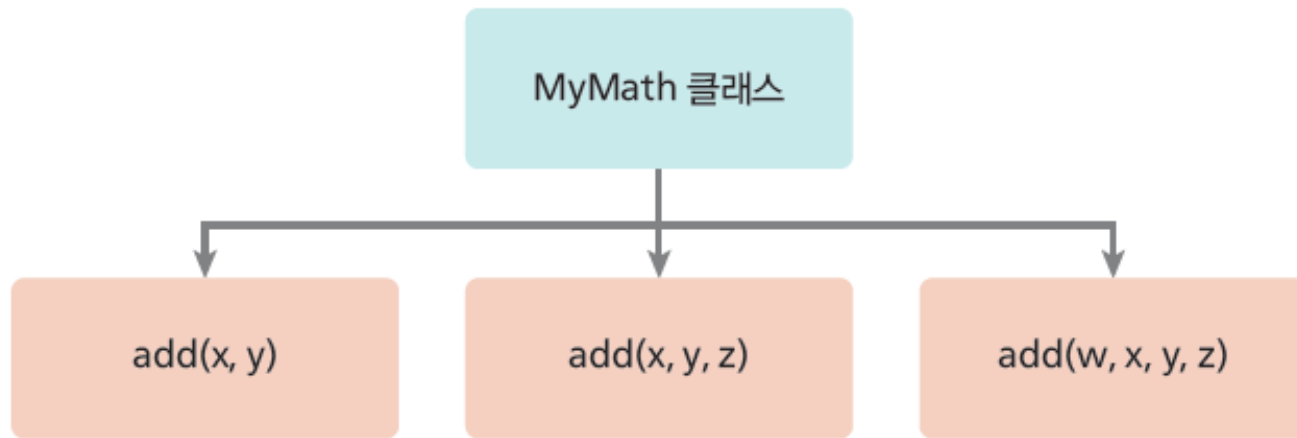 MyMath 클래스
add(x, y)
add(x, y, z)
add(w, x, y, z)